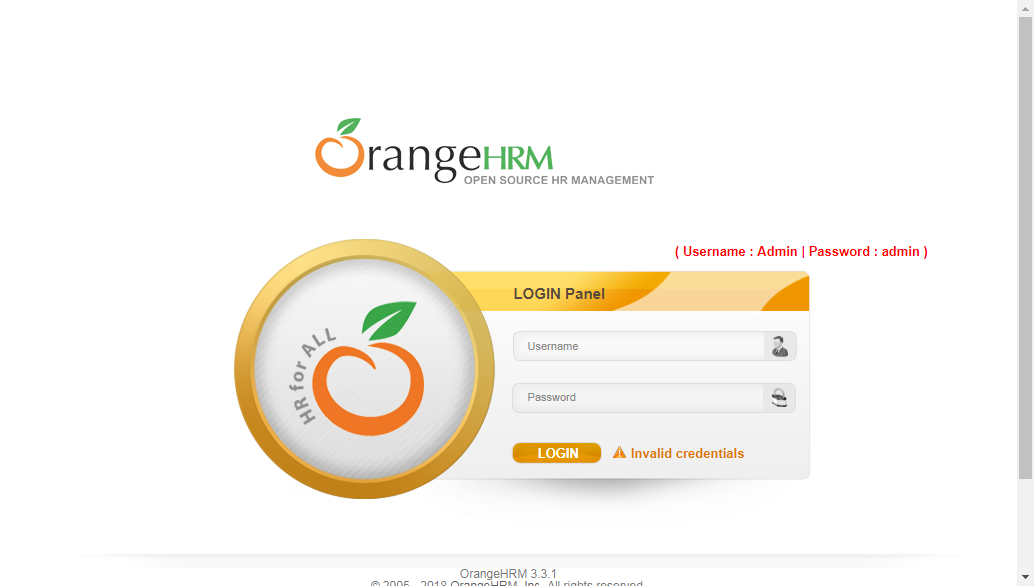 OrangeHRM
OPEN SOURCE HR MANAGEMENT
( Username : Admin | Password : admin )
LOGIN Panel
HR for ALL
Username
Password
LOGIN
Invalid credentials
OrangeHRM 3.3.1
© 2005 - 2018 OrangeHRM, Inc. All rights reserved.